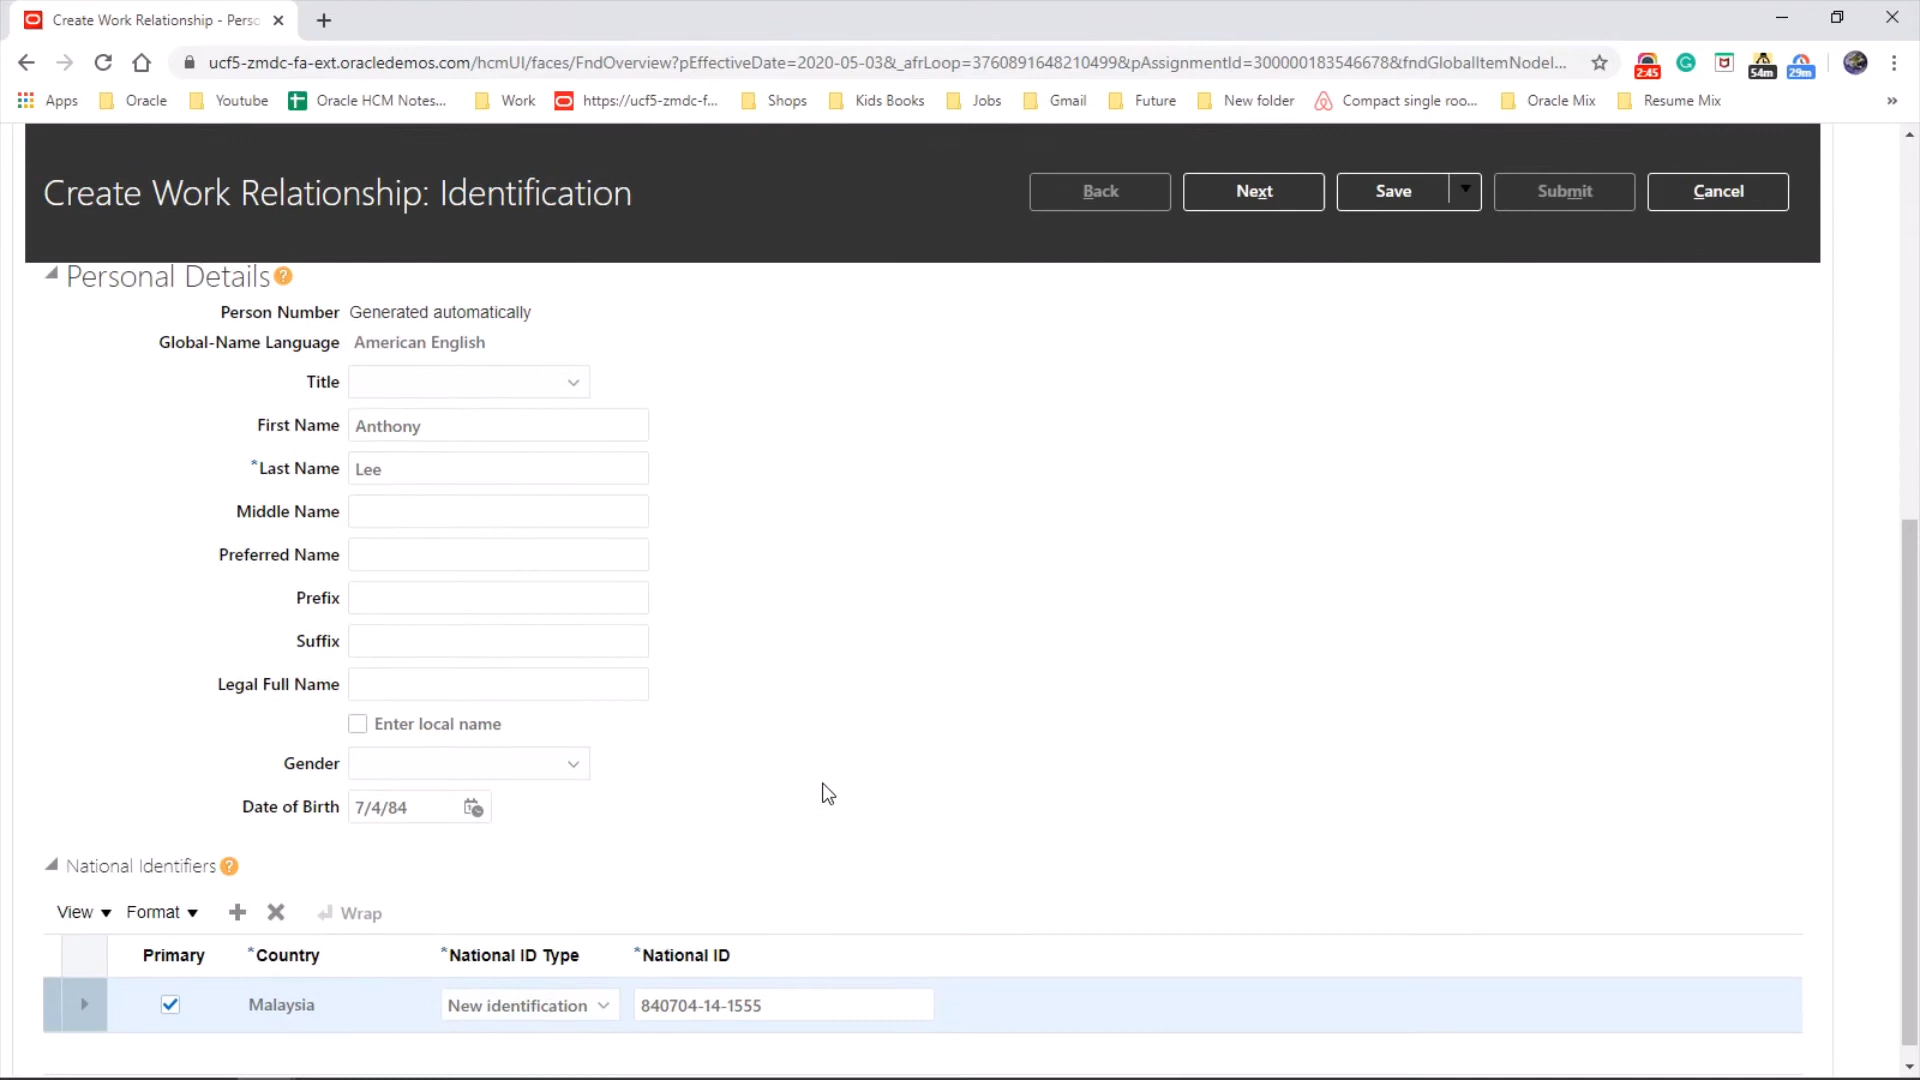 Create Work Relationship - Perso
ucf5-zmdc-fa-ext.oracledemos.com/hcmUI/faces/FndOverview?pEffectiveDate=2020-05-03&_afrLoop=3760891648210499&pAssignmentId=300000183546678&fndGlobalItemNodeI...
2:45
54m
29m
Apps Oracle Youtube Oracle HCM Notes... Work https://ucf5-zmdc-f... Shops Kids Books Jobs Gmail Future New folder Compact single roo... Oracle Mix Resume Mix »
Create Work Relationship: Identification
Back Next Save Submit Cancel
Personal Details ?
Person Number Generated automatically
Global-Name Language American English
Title
First Name Anthony
*Last Name Lee
Middle Name
Preferred Name
Prefix
Suffix
Legal Full Name
Enter local name
Gender
Date of Birth 7/4/84
National Identifiers ?
View Format Wrap
Primary *Country *National ID Type *National ID
Malaysia New identification 840704-14-1555